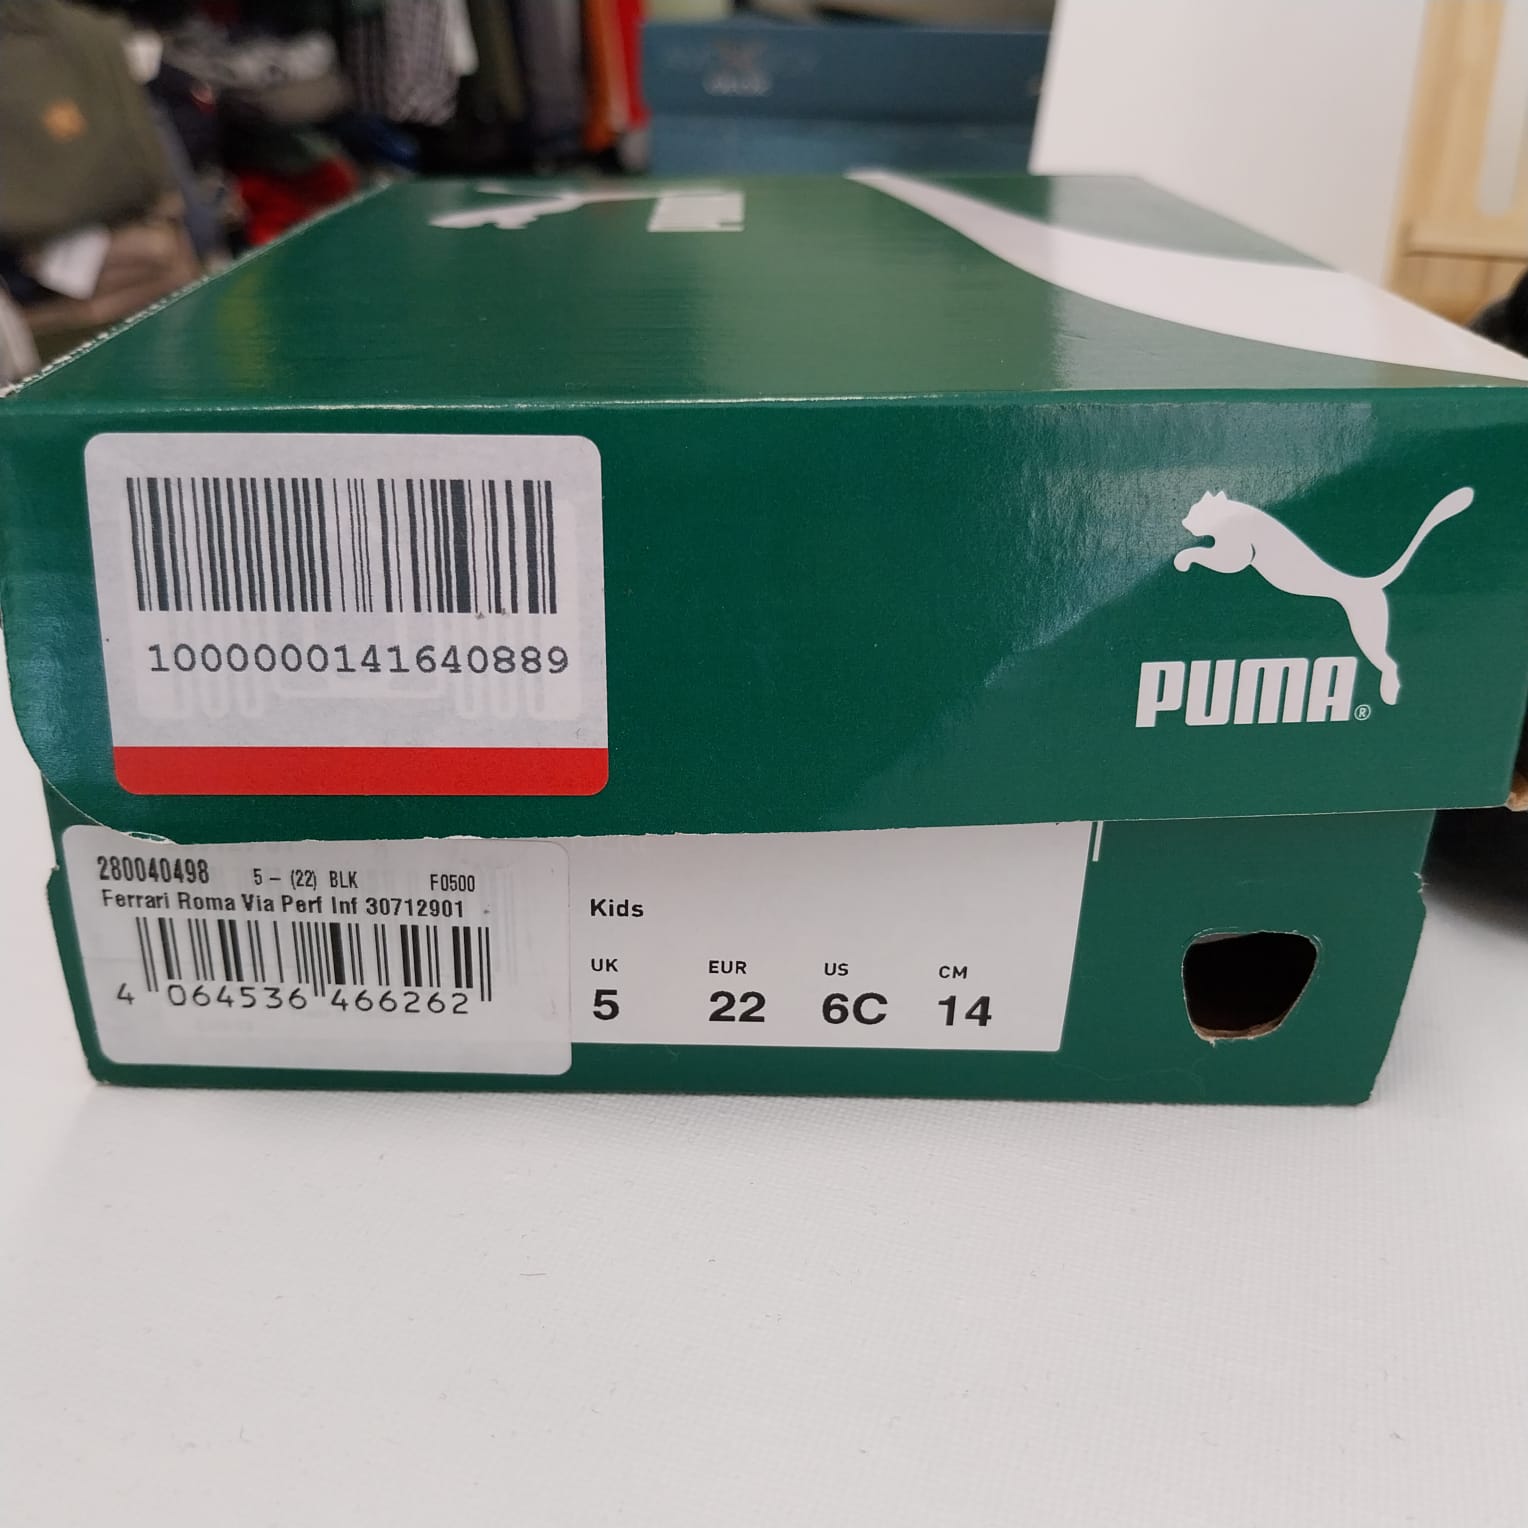 1000000141640889
PUMA®
280040498 5 – (22) BLK F0500
Ferrari Roma Via Perf Inf 30712901
4 064536 466262
Kids
UK EUR US CM
5 22 6C 14